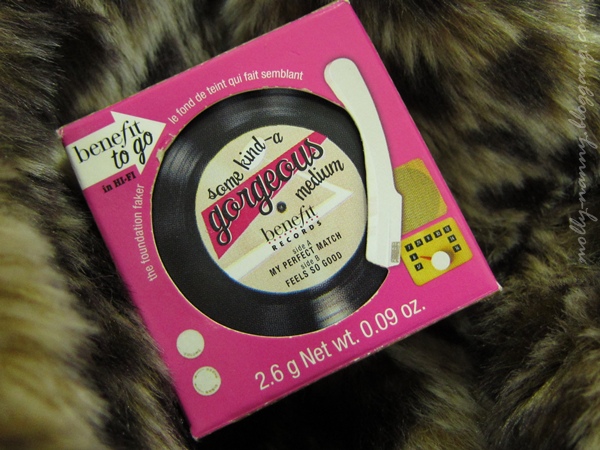 benefit
to go
in HI-FI
the foundation faker
le fond de teint qui fait semblant
some kind-a
gorgeous
medium
benefit
RECORDS
side A
MY PERFECT MATCH
side B
FEELS SO GOOD
2.6 g Net wt. 0.09 oz.
molly-mammy.blogspot.com